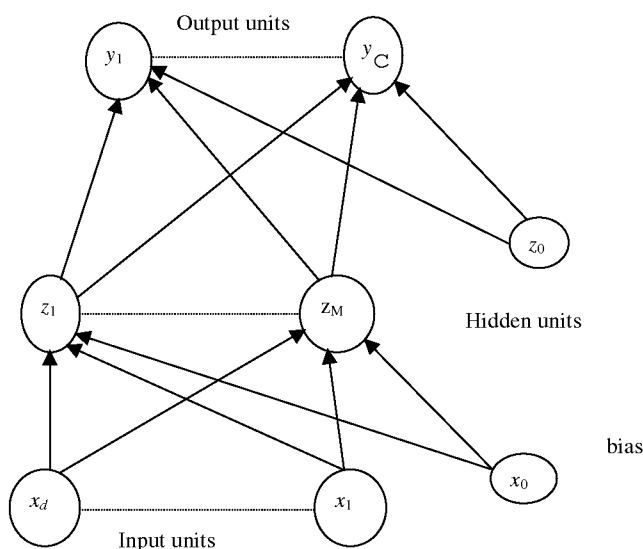 Output units
y1
yC
z0
z1
zM
Hidden units
bias
xd
x1
x0
Input units